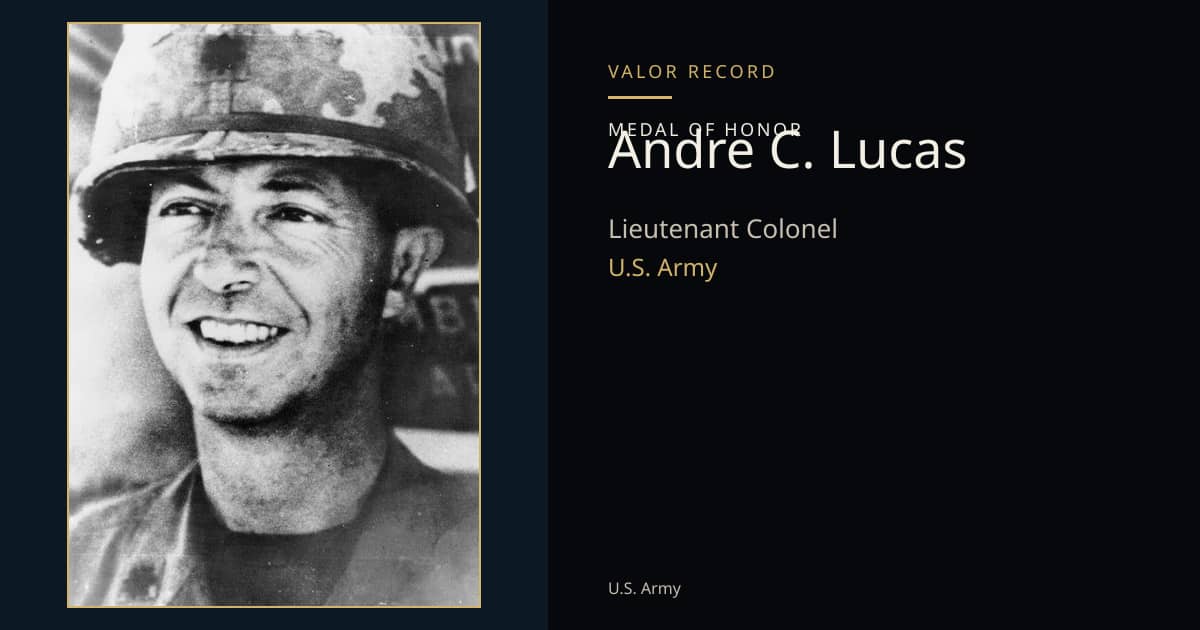 VALOR RECORD
MEDAL OF HONOR
Andre C. Lucas
Lieutenant Colonel
U.S. Army
U.S. Army